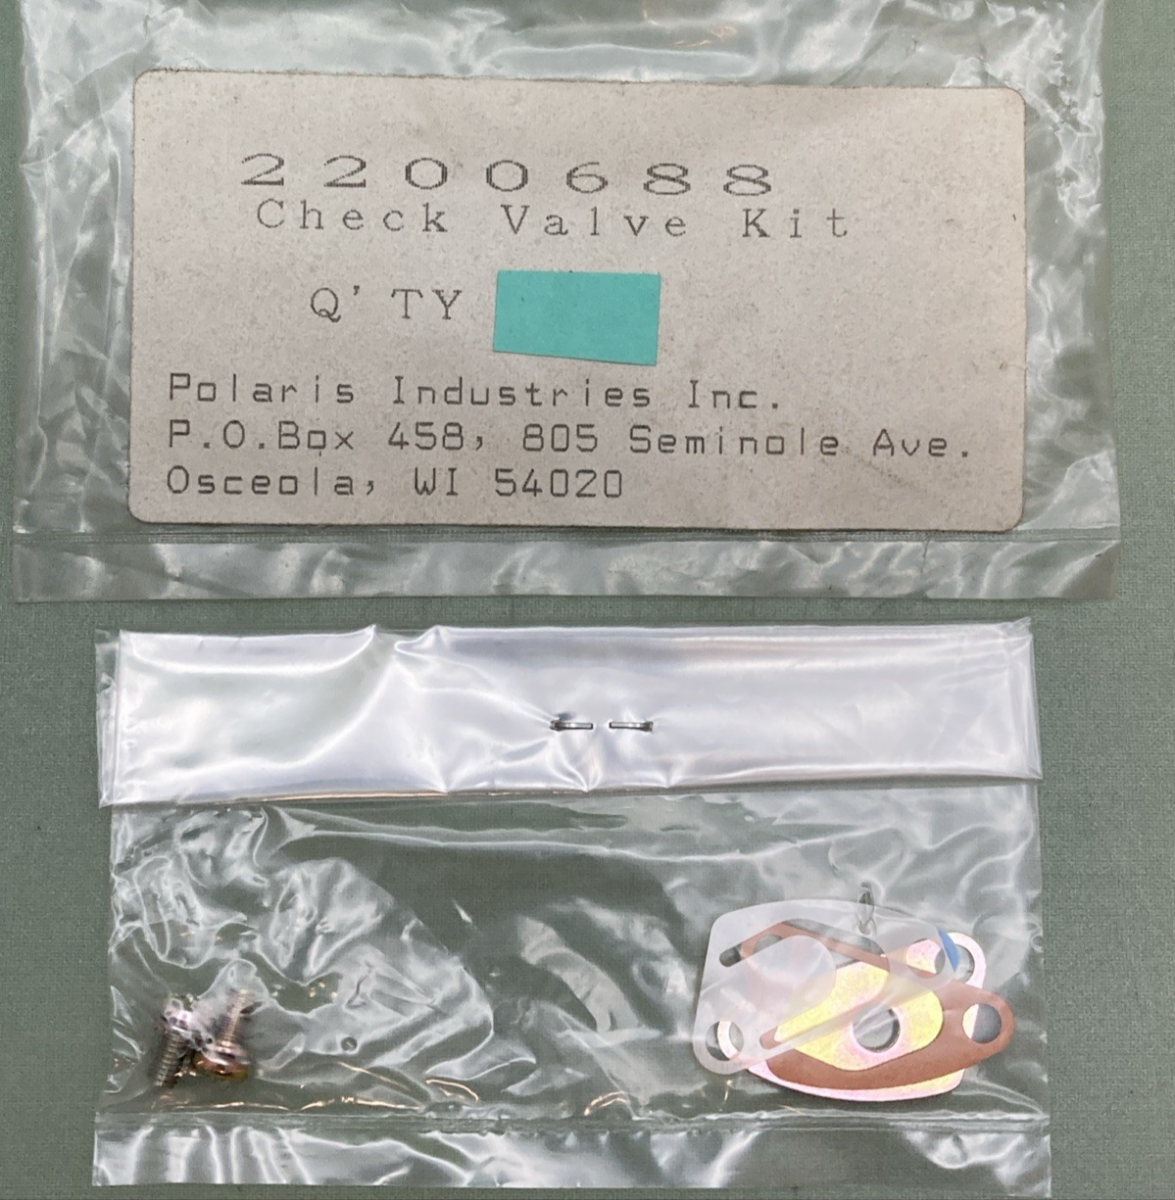 2200688
Check Valve Kit
Q'TY
Polaris Industries Inc.
P.O.Box 458, 805 Seminole Ave.
Osceola, WI 54020